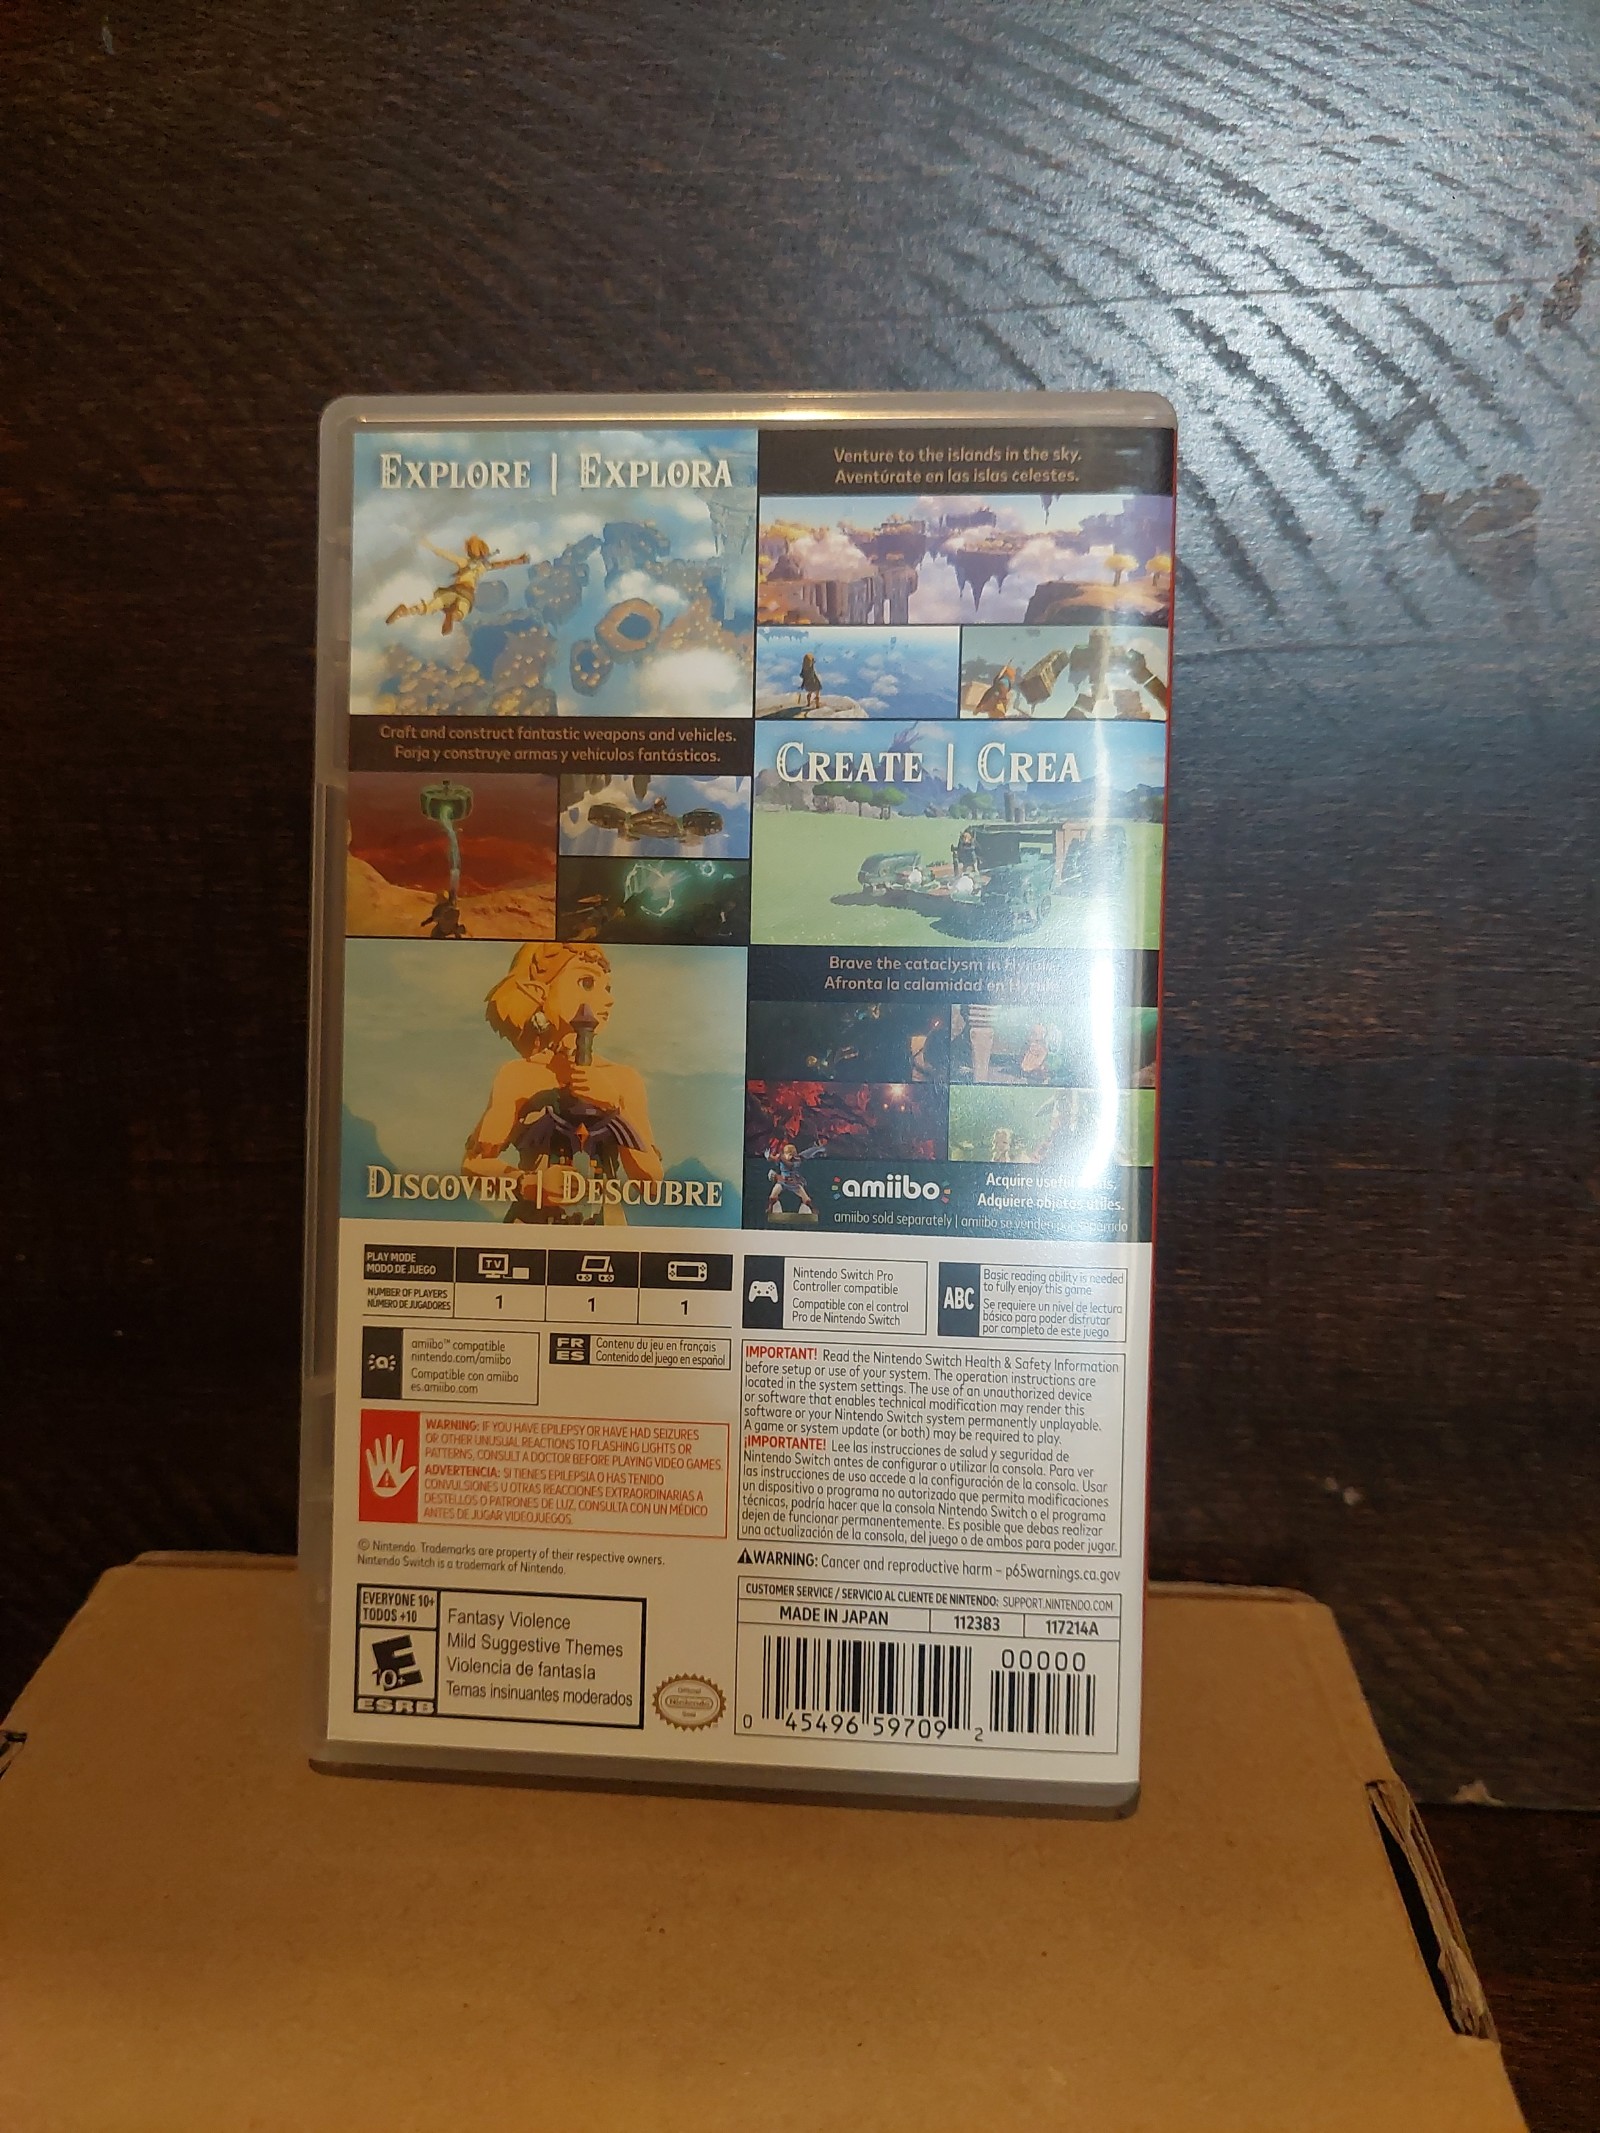 EXPLORE | EXPLORA
Venture to the islands in the sky.
Aventúrate en las islas celestes.
Craft and construct fantastic weapons and vehicles.
Forja y construye armas y vehículos fantásticos.
CREATE | CREA
Brave the cataclysm in Hyrule.
Afronta la calamidad en Hyrule.
DISCOVER | DESCUBRE
amiibo
Acquire useful
Adquiere objetos útiles.
amiibo sold separately | amiibo se venden por separado
PLAY MODE
MODO DE JUEGO
TV
NUMBER OF PLAYERS
NÚMERO DE JUGADORES
1 1 1
Nintendo Switch Pro
Controller compatible
Compatible con el control
Pro de Nintendo Switch
ABC
Basic reading ability is needed
to fully enjoy this game
Se requiere un nivel de lectura
básico para poder disfrutar
por completo de este juego
amiibo™ compatible
nintendo.com/amiibo
Compatible con amiibo
es.amiibo.com
FR
ES
Contenu du jeu en français
Contenido del juego en español
WARNING: IF YOU HAVE EPILEPSY OR HAVE HAD SEIZURES
OR OTHER UNUSUAL REACTIONS TO FLASHING LIGHTS OR
PATTERNS, CONSULT A DOCTOR BEFORE PLAYING VIDEO GAMES.
ADVERTENCIA: SI TIENES EPILEPSIA O HAS TENIDO
CONVULSIONES U OTRAS REACCIONES EXTRAORDINARIAS A
DESTELLOS O PATRONES DE LUZ, CONSULTA CON UN MÉDICO
ANTES DE JUGAR VIDEOJUEGOS.
IMPORTANT! Read the Nintendo Switch Health & Safety Information
before setup or use of your system. The operation instructions are
located in the system settings. The use of an unauthorized device
or software that enables technical modification may render this
software or your Nintendo Switch system permanently unplayable.
A game or system update (or both) may be required to play.
¡IMPORTANTE! Lee las instrucciones de salud y seguridad de
Nintendo Switch antes de configurar o utilizar la consola. Para ver
las instrucciones de uso accede a la configuración de la consola. Usar
un dispositivo o programa no autorizado que permita modificaciones
técnicas, podría hacer que la consola Nintendo Switch o el programa
dejen de funcionar permanentemente. Es posible que debas realizar
una actualización de la consola, del juego o de ambos para poder jugar.
© Nintendo. Trademarks are property of their respective owners.
Nintendo Switch is a trademark of Nintendo.
WARNING: Cancer and reproductive harm – p65warnings.ca.gov
CUSTOMER SERVICE / SERVICIO AL CLIENTE DE NINTENDO: SUPPORT.NINTENDO.COM
MADE IN JAPAN 112383 117214A
00000
0 45496 59709 2
EVERYONE 10+
TODOS +10
E
10+
ESRB
Fantasy Violence
Mild Suggestive Themes
Violencia de fantasía
Temas insinuantes moderados
Official
Nintendo
Seal